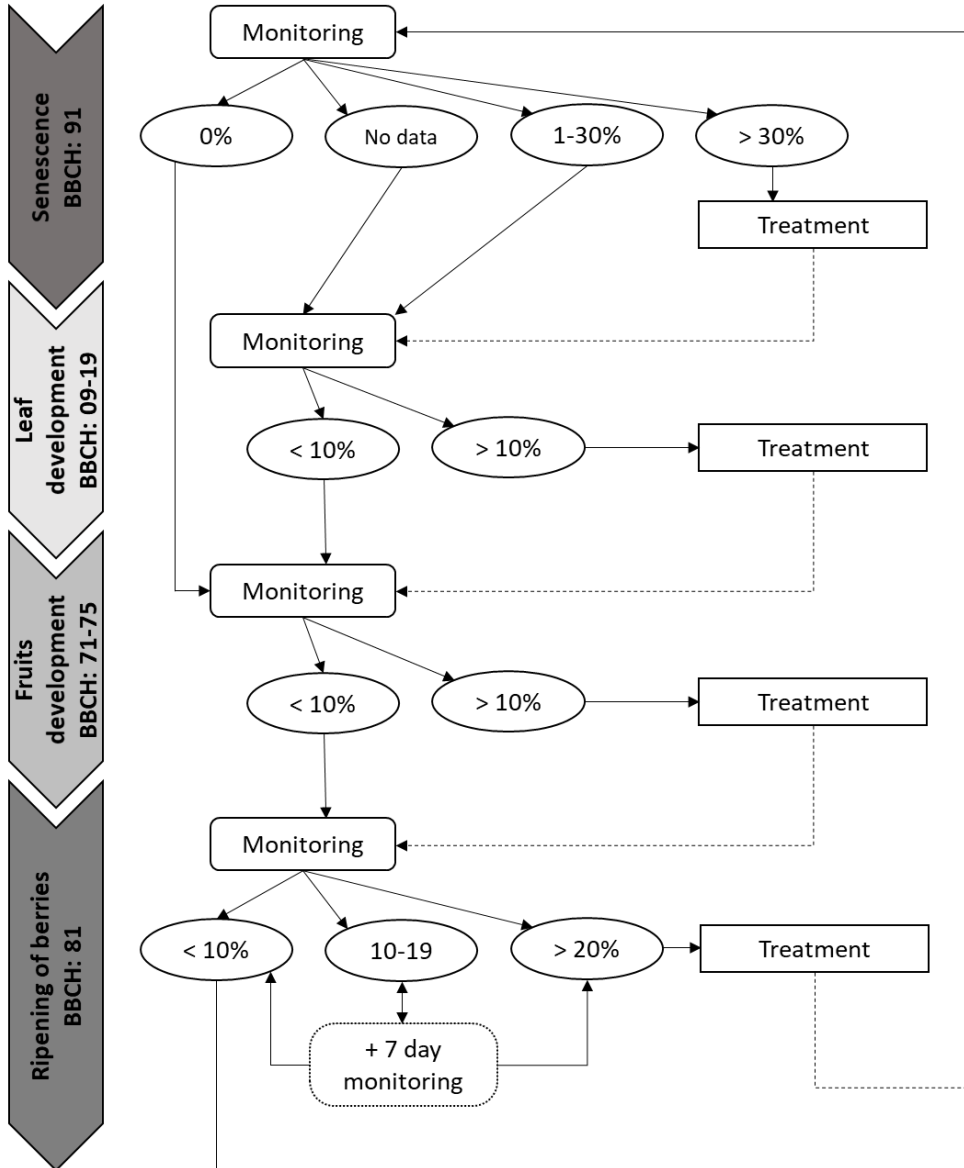 Senescence
BBCH: 91
Monitoring
0%
No data
1-30%
> 30%
Treatment
Leaf
development
BBCH: 09-19
Monitoring
< 10%
> 10%
Treatment
Fruits
development
BBCH: 71-75
Monitoring
< 10%
> 10%
Treatment
Ripening of berries
BBCH: 81
Monitoring
< 10%
10-19
> 20%
Treatment
+ 7 day
monitoring